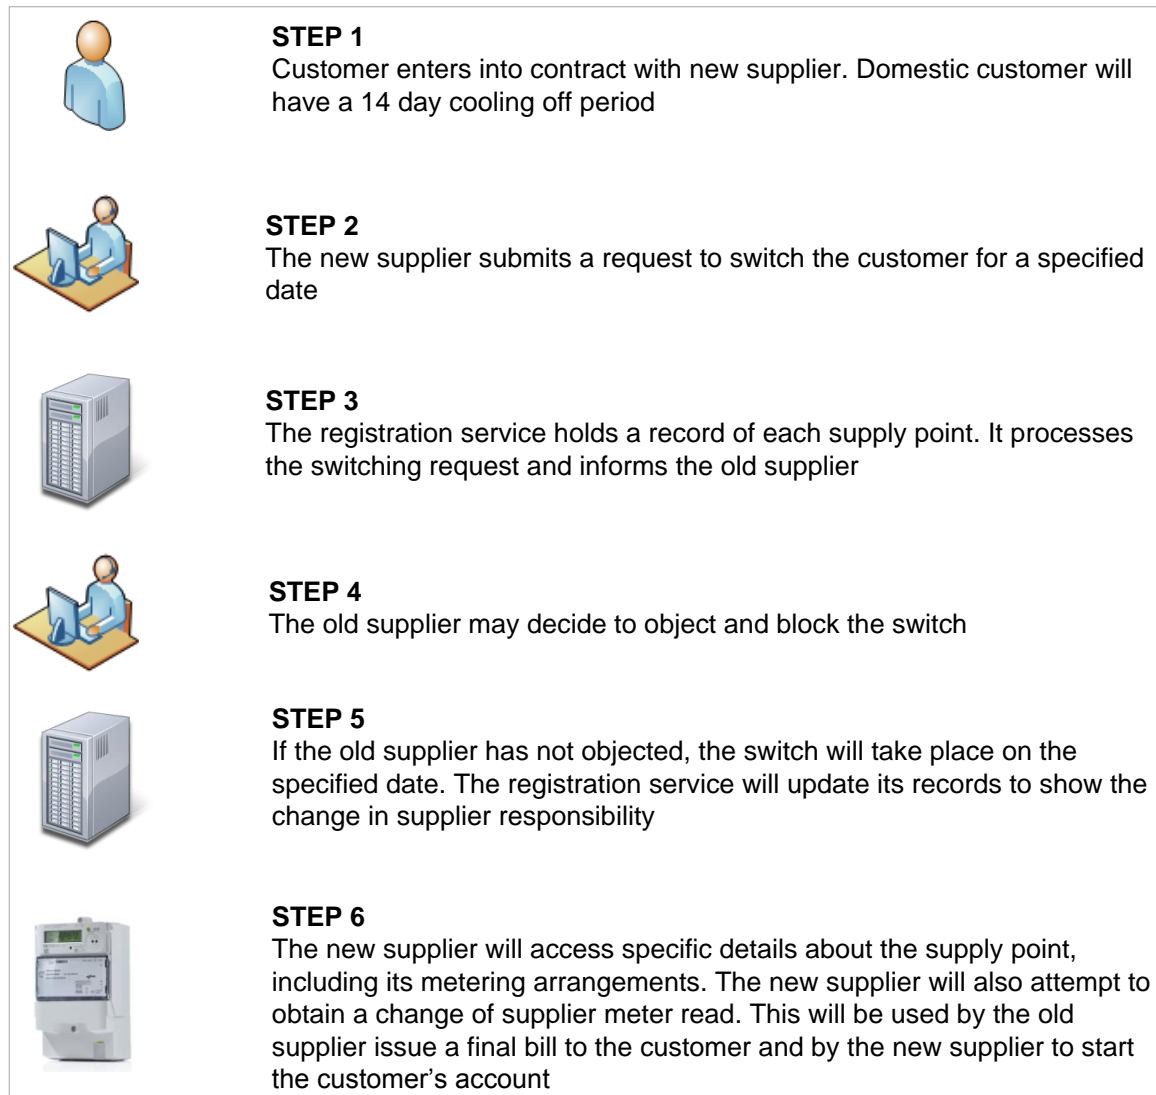 STEP 1
Customer enters into contract with new supplier. Domestic customer will
have a 14 day cooling off period
STEP 2
The new supplier submits a request to switch the customer for a specified
date
STEP 3
The registration service holds a record of each supply point. It processes
the switching request and informs the old supplier
STEP 4
The old supplier may decide to object and block the switch
STEP 5
If the old supplier has not objected, the switch will take place on the
specified date. The registration service will update its records to show the
change in supplier responsibility
STEP 6
The new supplier will access specific details about the supply point,
including its metering arrangements. The new supplier will also attempt to
obtain a change of supplier meter read. This will be used by the old
supplier issue a final bill to the customer and by the new supplier to start
the customer’s account